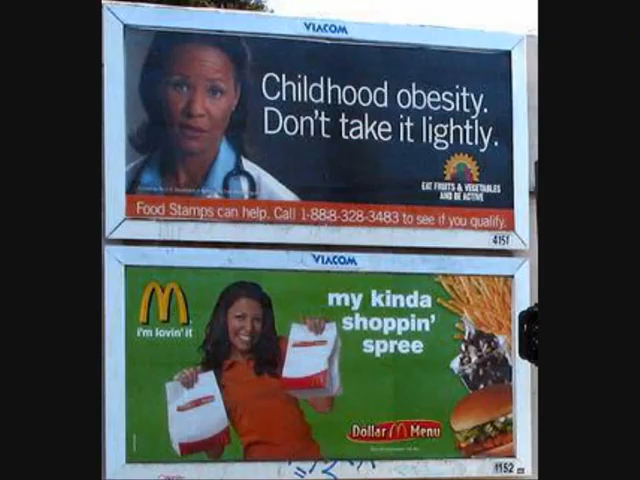 VIACOM
Childhood obesity.
Don't take it lightly.
EAT FRUITS & VEGETABLES
AND BE ACTIVE
Food Stamps can help. Call 1-888-328-3483 to see if you qualify.
4151
VIACOM
i'm lovin' it
my kinda
shoppin'
spree
Dollar Menu
1152